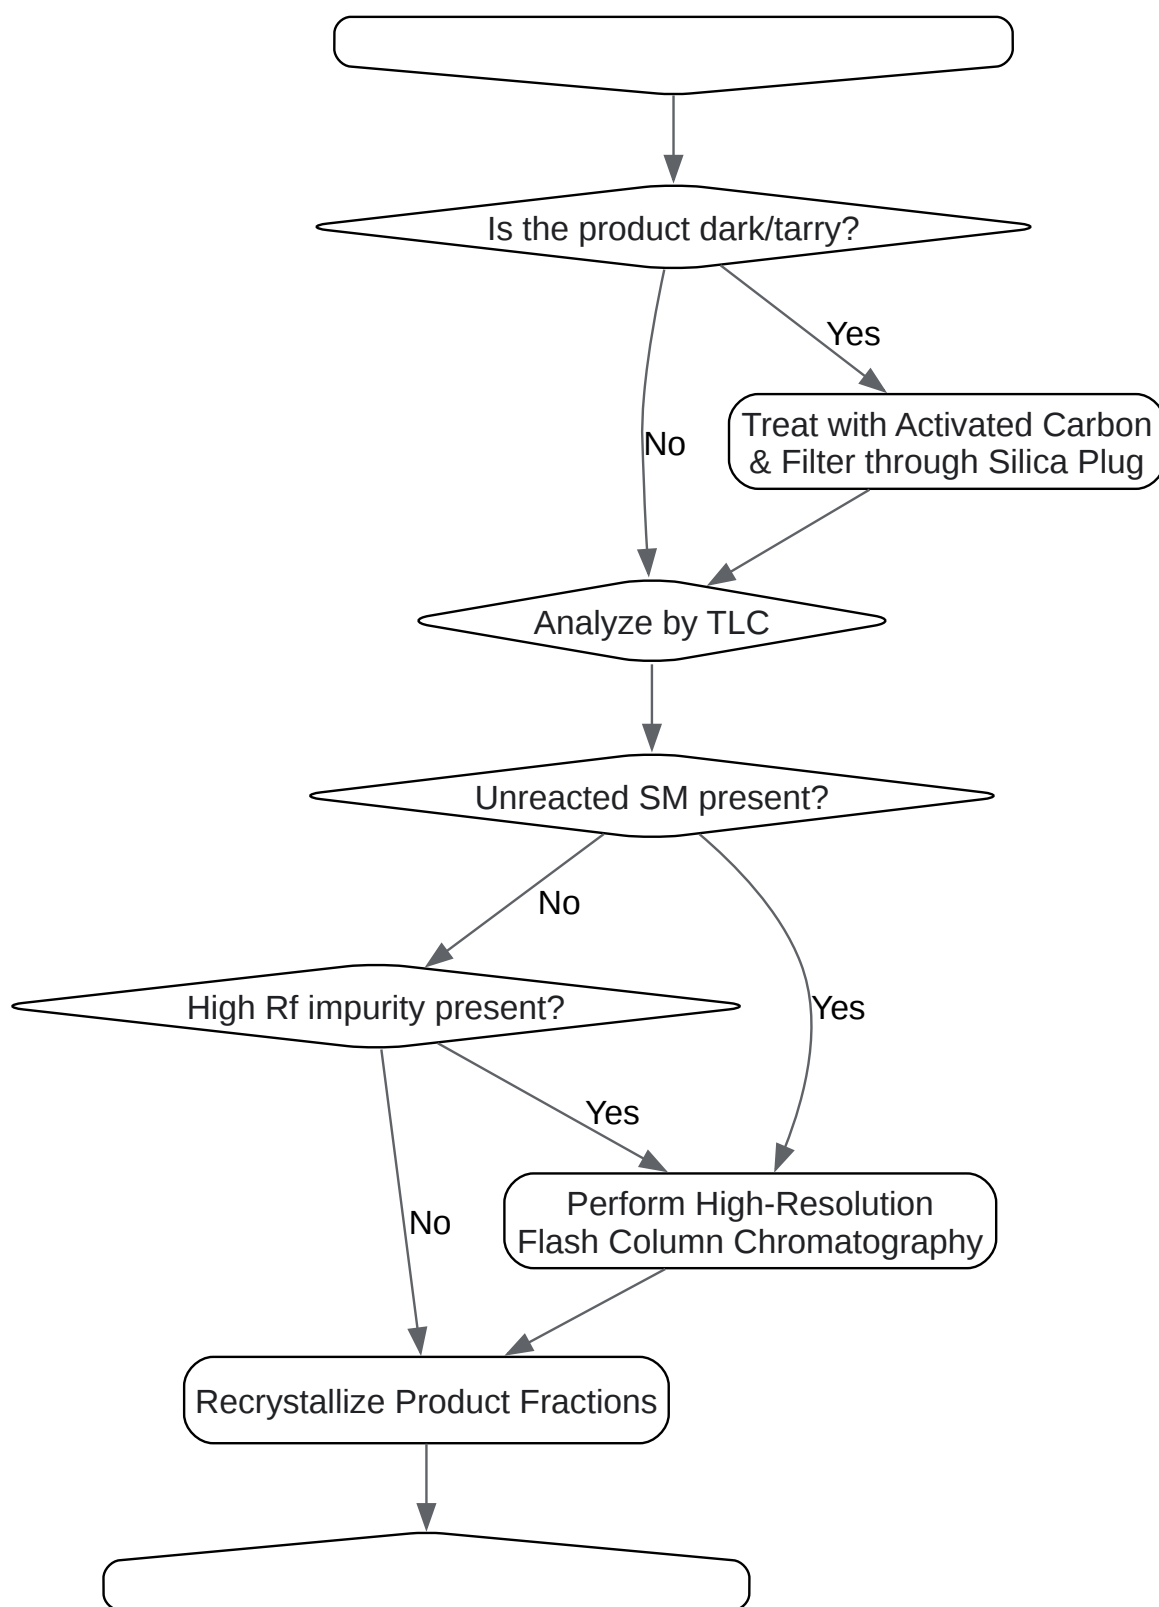 Is the product dark/tarry?
Yes
No
Treat with Activated Carbon
& Filter through Silica Plug
Analyze by TLC
Unreacted SM present?
No
Yes
High Rf impurity present?
Yes
No
Perform High-Resolution
Flash Column Chromatography
Recrystallize Product Fractions